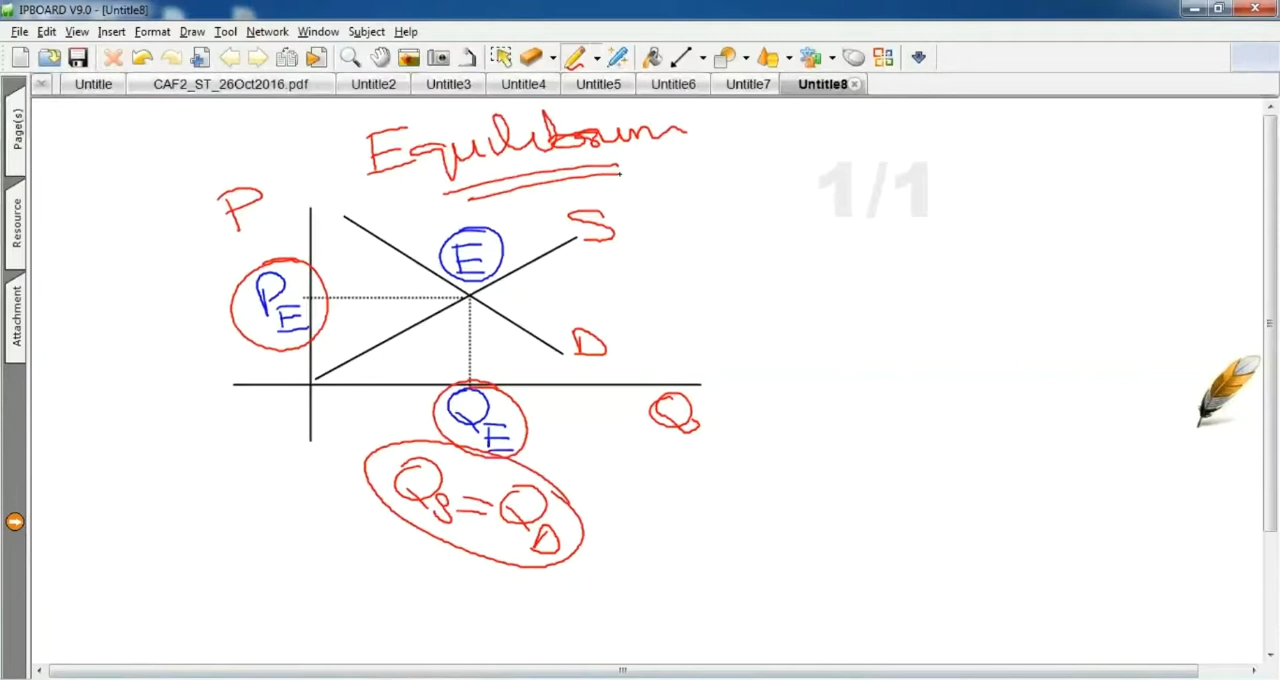 IPBOARD V9.0 - [Untitle8]
File Edit View Insert Format Draw Tool Network Window Subject Help
Untitle CAF2_ST_26Oct2016.pdf Untitle2 Untitle3 Untitle4 Untitle5 Untitle6 Untitle7 Untitle8
Page(s)
Resource
Attachment
1/1
Equilibrium
P
S
E
PE
D
QE
Q
QS = QD